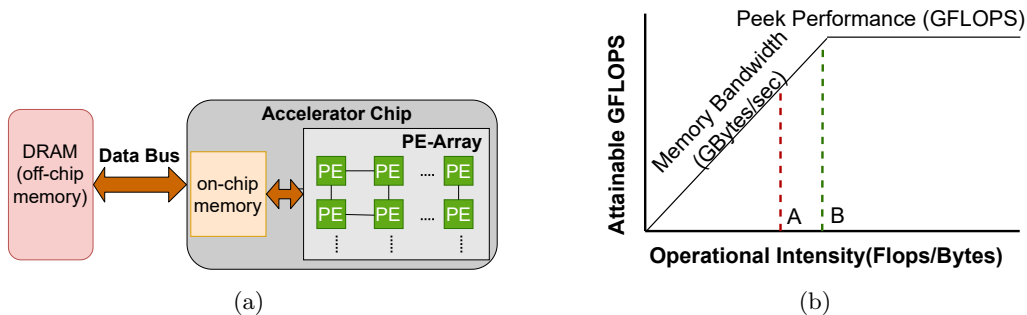 Accelerator Chip
PE-Array
DRAM
(off-chip
memory)
Data Bus
on-chip
memory
PE PE .... PE
PE PE .... PE
(a)
Peek Performance (GFLOPS)
Memory Bandwidth
(GBytes/sec)
Attainable GFLOPS
A B
Operational Intensity(Flops/Bytes)
(b)